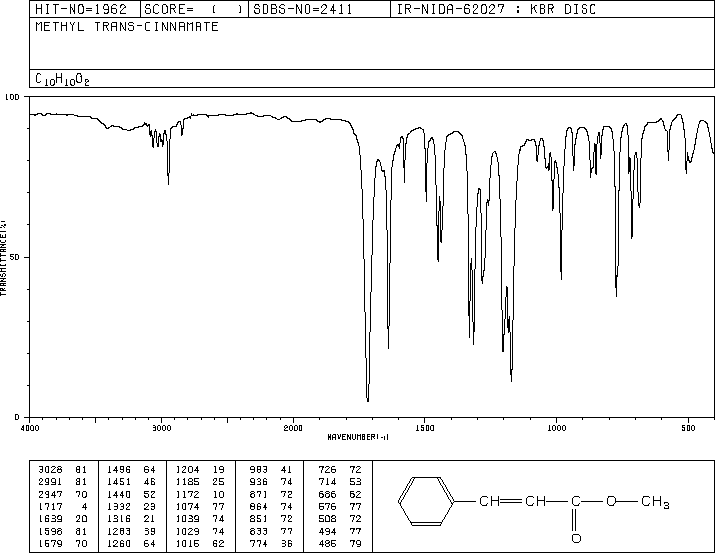 HIT-NO=1962 SCORE= ( ) SDBS-NO=2411 IR-NIDA-62027 : KBR DISC
METHYL TRANS-CINNAMATE
C10H10O2
100
50
0
TRANSMITTANCE(%)
4000 3000 2000 1500 1000 500
WAVENUMBER(-1)
3028 81 1496 64 1204 19 983 41 726 72
2991 81 1451 46 1185 25 936 74 714 53
2947 70 1440 52 1172 10 871 72 686 62
1717 4 1332 23 1074 77 864 74 576 77
1639 20 1316 21 1039 74 851 72 508 72
1598 81 1283 39 1029 74 833 77 494 77
1579 70 1260 64 1015 62 774 36 485 79
CH CH C O CH3
O